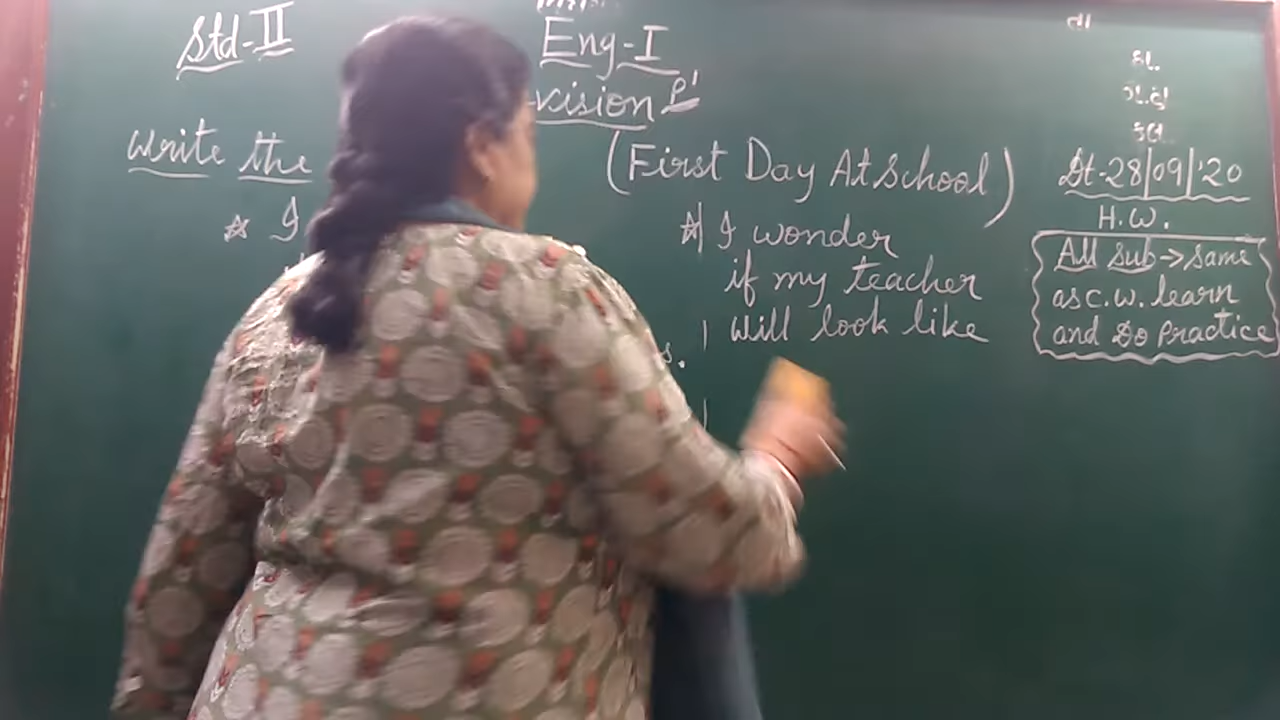 Std-II
Eng-I
vision P'
Write the
(First Day At School)
I
I wonder
if my teacher
will look like
s.
તા
Dt-28/09/'20
H.W.
All Sub→same
as c.w. learn
and Do Practice